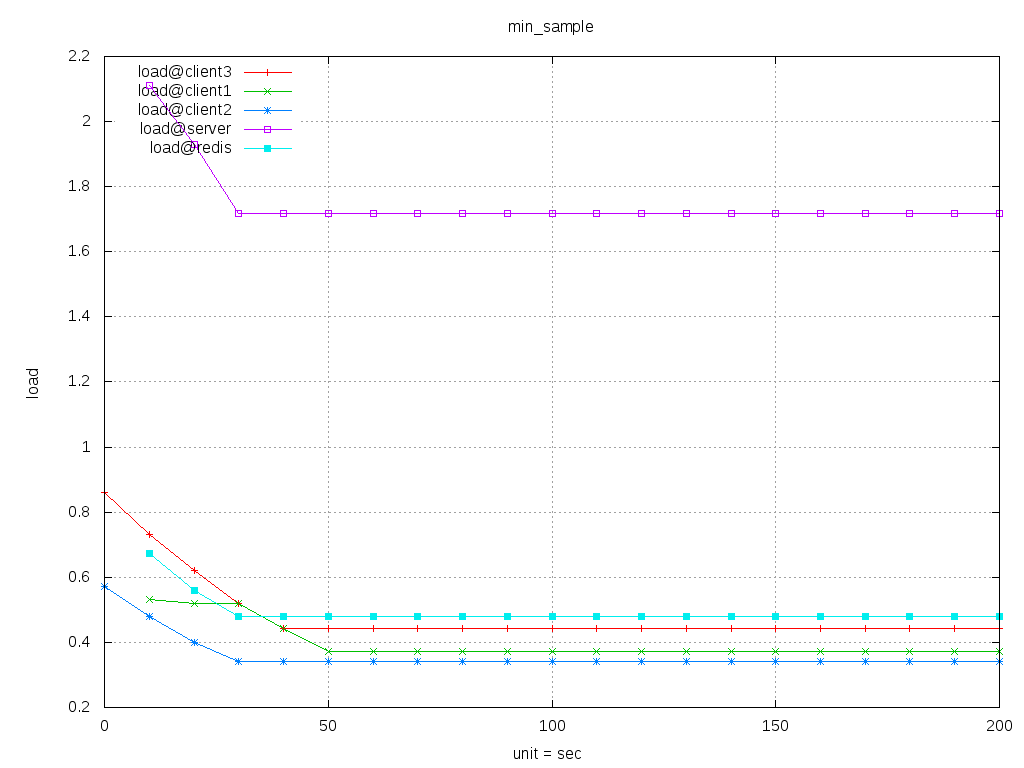 min_sample
load@client3
load@client1
load@client2
load@server
load@redis
2.2
2
1.8
1.6
1.4
1.2
1
0.8
0.6
0.4
0.2
load
0 50 100 150 200
unit = sec